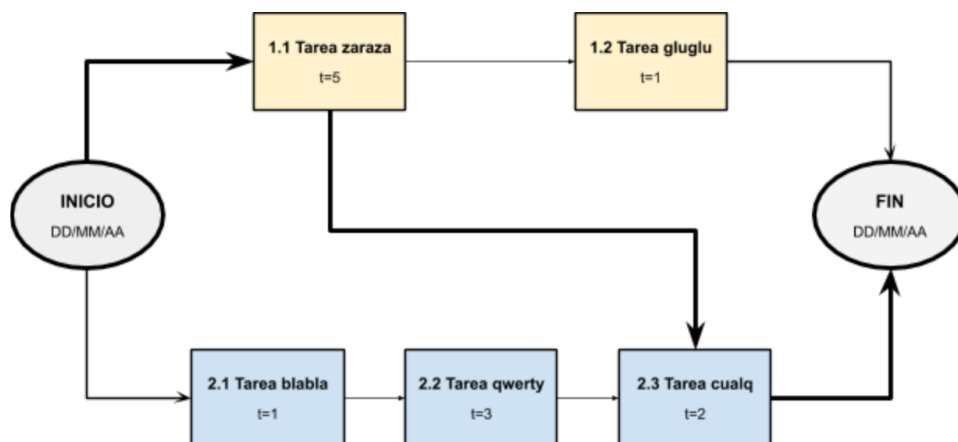 1.1 Tarea zaraza
t=5
1.2 Tarea gluglu
t=1
INICIO
DD/MM/AA
FIN
DD/MM/AA
2.1 Tarea blabla
t=1
2.2 Tarea qwerty
t=3
2.3 Tarea cualq
t=2